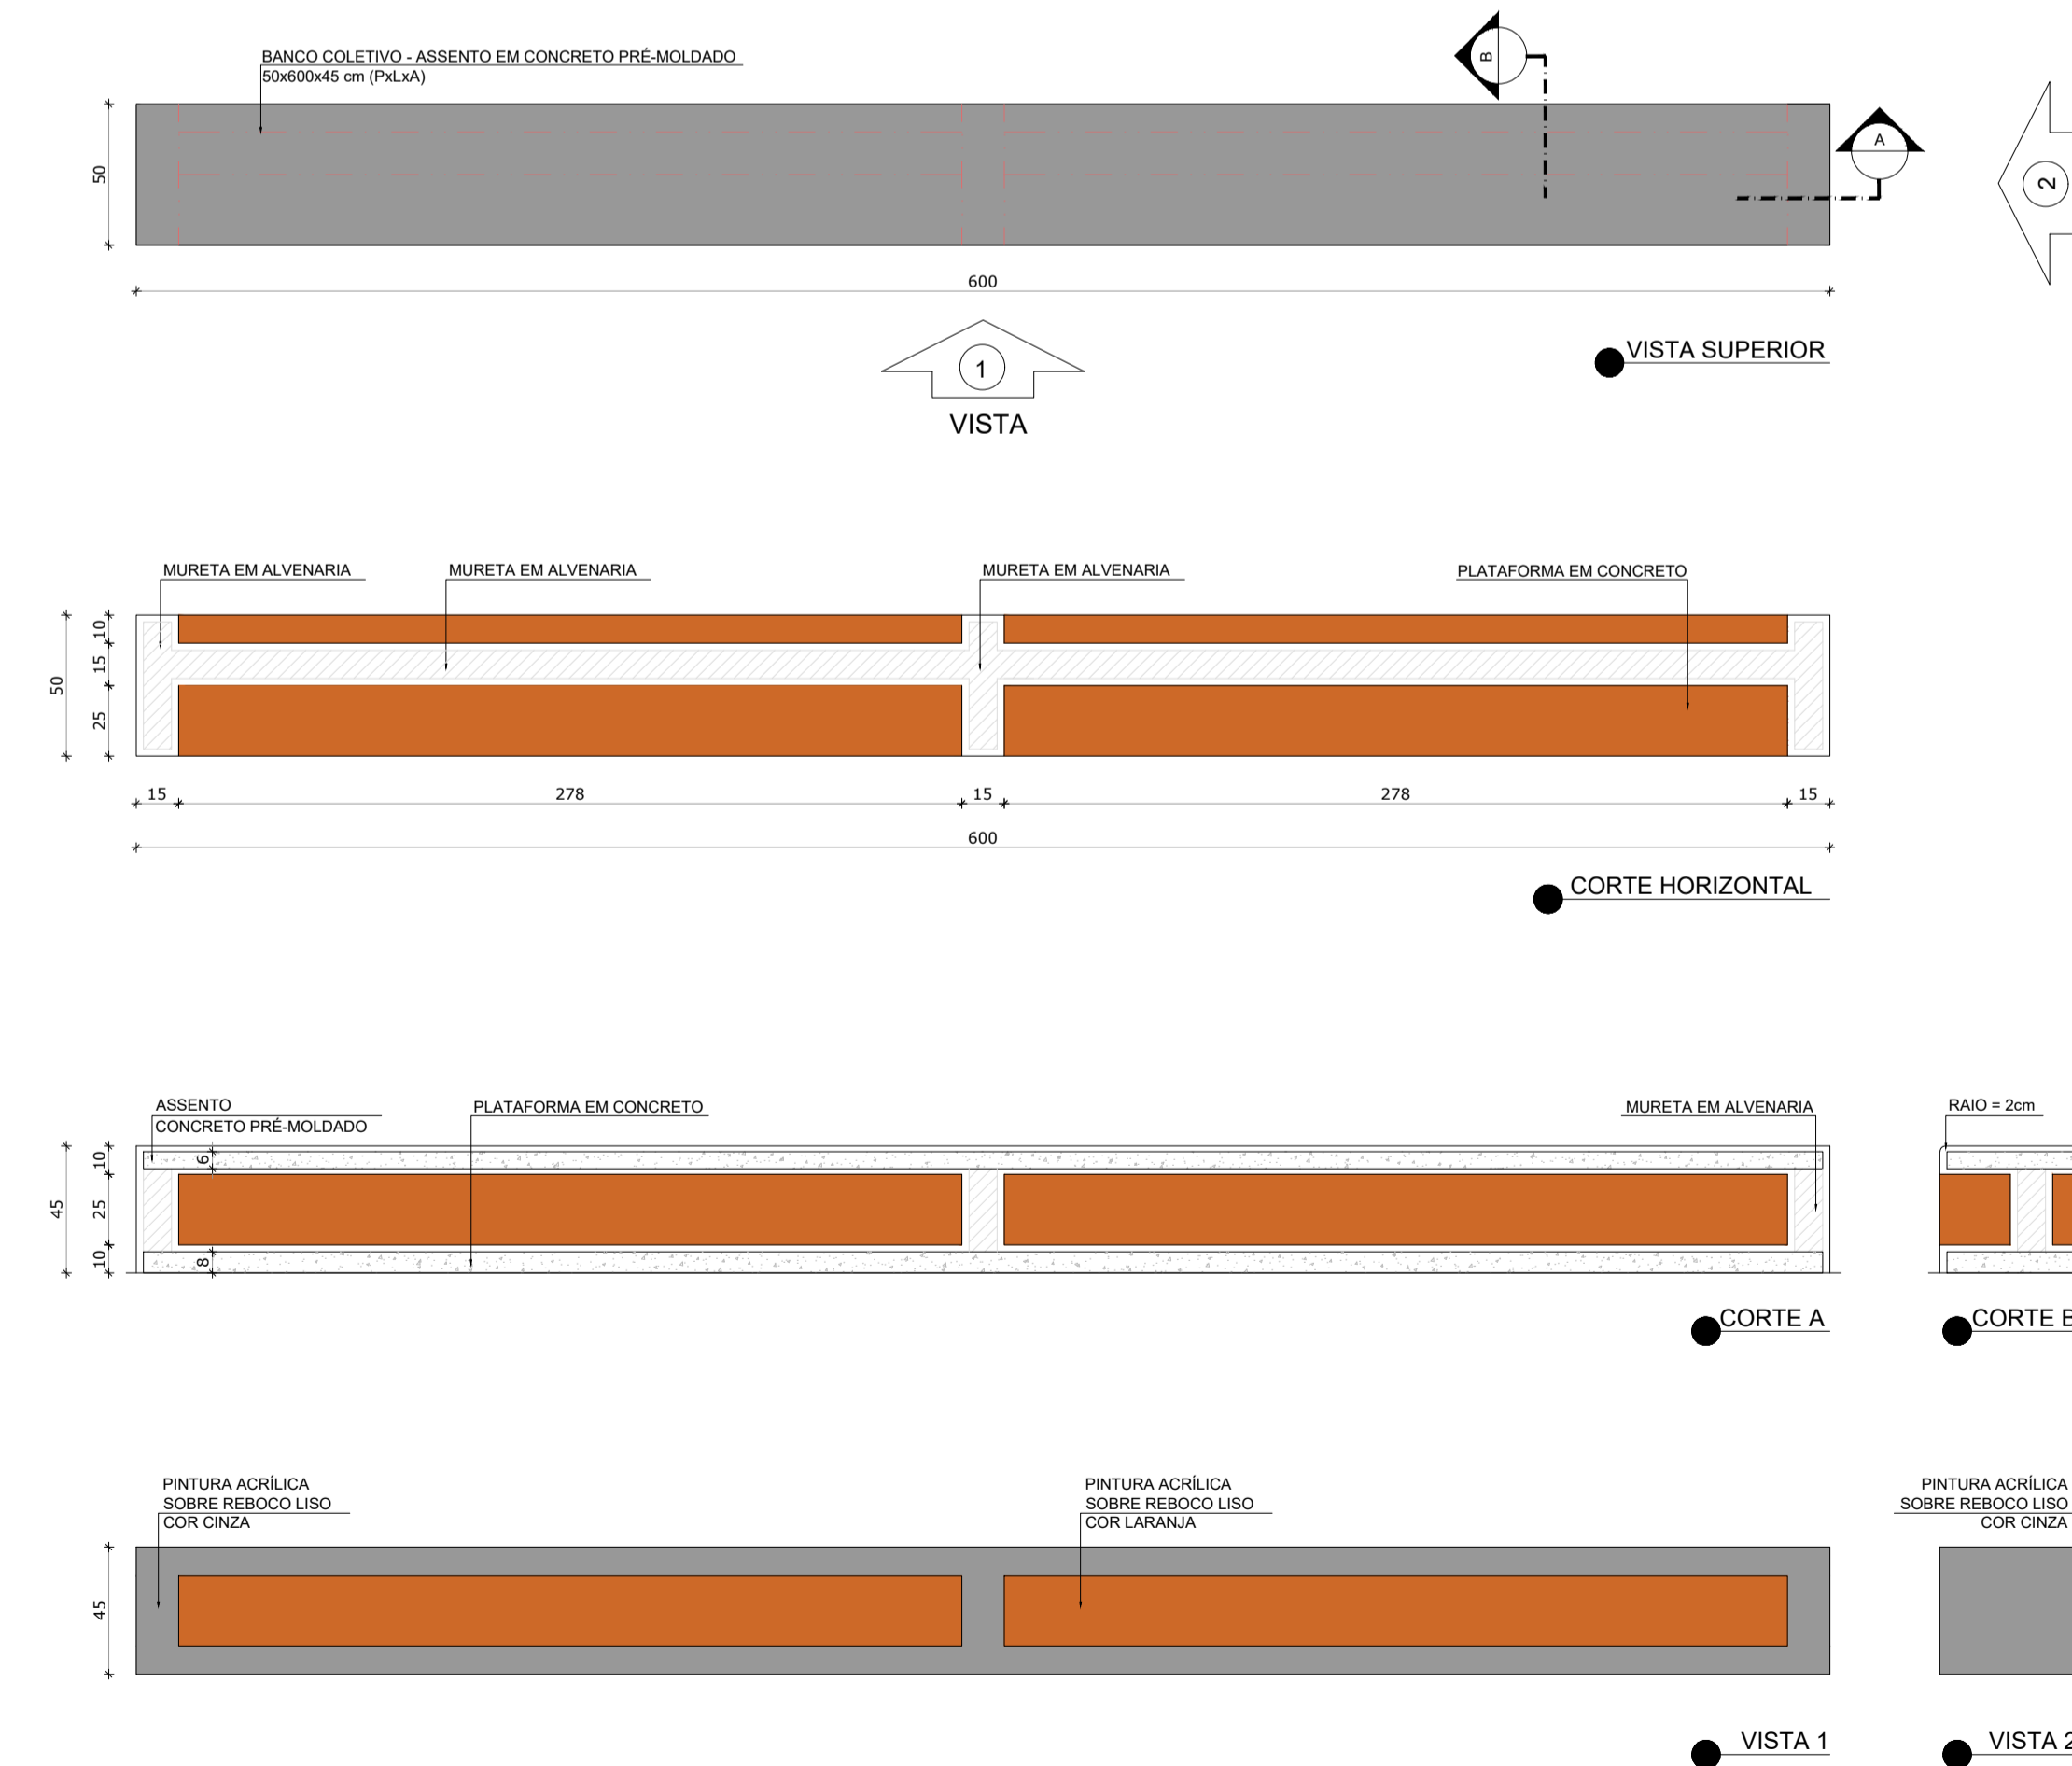 BANCO COLETIVO - ASSENTO EM CONCRETO PRÉ-MOLDADO
50x600x45 cm (PxLxA)
B
A
2
50
600
1
VISTA
VISTA SUPERIOR
MURETA EM ALVENARIA
MURETA EM ALVENARIA
MURETA EM ALVENARIA
PLATAFORMA EM CONCRETO
50
10
15
25
15
278
15
278
15
600
CORTE HORIZONTAL
ASSENTO
CONCRETO PRÉ-MOLDADO
PLATAFORMA EM CONCRETO
MURETA EM ALVENARIA
RAIO = 2cm
45
10
25
10
6
8
CORTE A
CORTE B
PINTURA ACRÍLICA
SOBRE REBOCO LISO
COR CINZA
PINTURA ACRÍLICA
SOBRE REBOCO LISO
COR LARANJA
PINTURA ACRÍLICA
SOBRE REBOCO LISO
COR CINZA
45
VISTA 1
VISTA 2